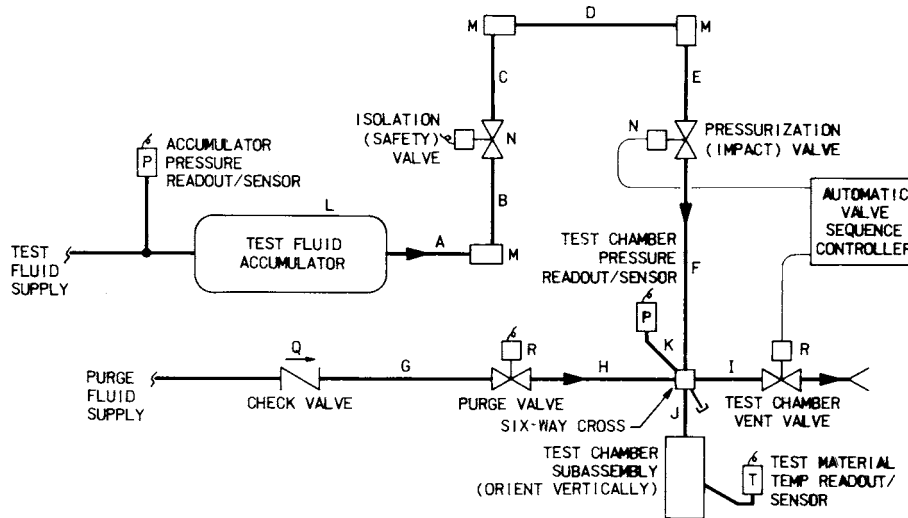 D
M
M
C
E
ISOLATION
(SAFETY)
VALVE
N
N
PRESSURIZATION
(IMPACT) VALVE
P
ACCUMULATOR
PRESSURE
READOUT/SENSOR
B
AUTOMATIC
VALVE
SEQUENCE
CONTROLLER
L
TEST FLUID
ACCUMULATOR
A
M
TEST
FLUID
SUPPLY
TEST CHAMBER
PRESSURE
READOUT/SENSOR
F
P
K
Q
R
R
G
H
I
PURGE
FLUID
SUPPLY
CHECK VALVE
PURGE VALVE
SIX-WAY CROSS
J
TEST CHAMBER
VENT VALVE
TEST CHAMBER
SUBASSEMBLY
(ORIENT VERTICALLY)
T
TEST MATERIAL
TEMP READOUT/
SENSOR